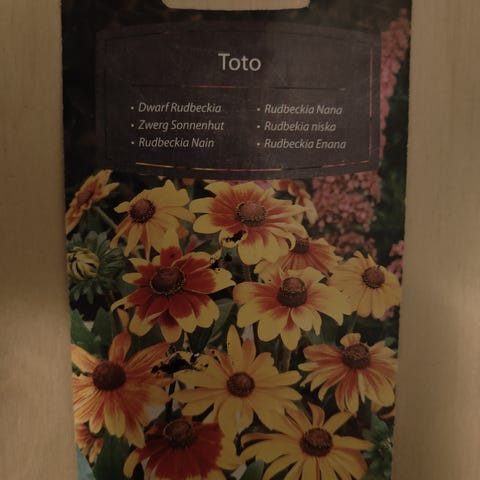 Toto
• Dwarf Rudbeckia
• Zwerg Sonnenhut
• Rudbeckia Nain
• Rudbeckia Nana
• Rudbekia niska
• Rudbeckia Enana